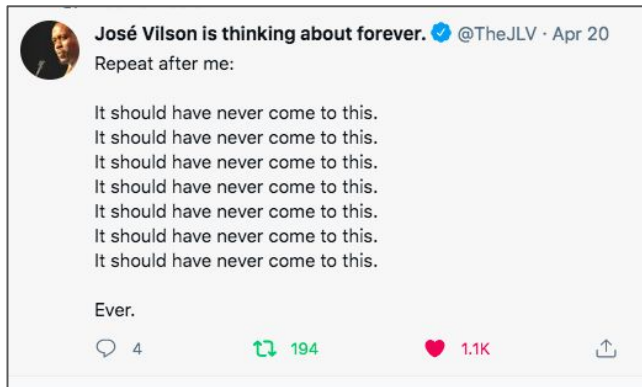 José Vilson is thinking about forever. @TheJLV · Apr 20
Repeat after me:
It should have never come to this.
It should have never come to this.
It should have never come to this.
It should have never come to this.
It should have never come to this.
It should have never come to this.
It should have never come to this.
Ever.
4 194 1.1K